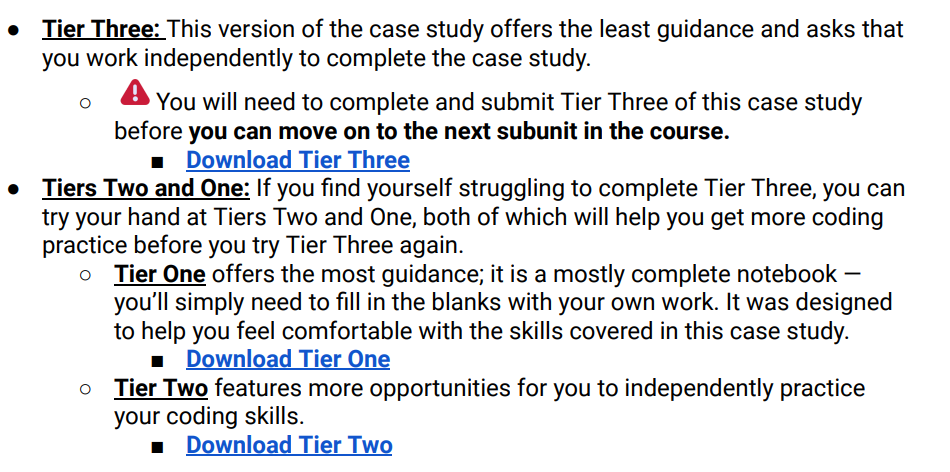 ● Tier Three: This version of the case study offers the least guidance and asks that
you work independently to complete the case study.
○ You will need to complete and submit Tier Three of this case study
before you can move on to the next subunit in the course.
■ Download Tier Three
● Tiers Two and One: If you find yourself struggling to complete Tier Three, you can
try your hand at Tiers Two and One, both of which will help you get more coding
practice before you try Tier Three again.
○ Tier One offers the most guidance; it is a mostly complete notebook —
you’ll simply need to fill in the blanks with your own work. It was designed
to help you feel comfortable with the skills covered in this case study.
■ Download Tier One
○ Tier Two features more opportunities for you to independently practice
your coding skills.
■ Download Tier Two